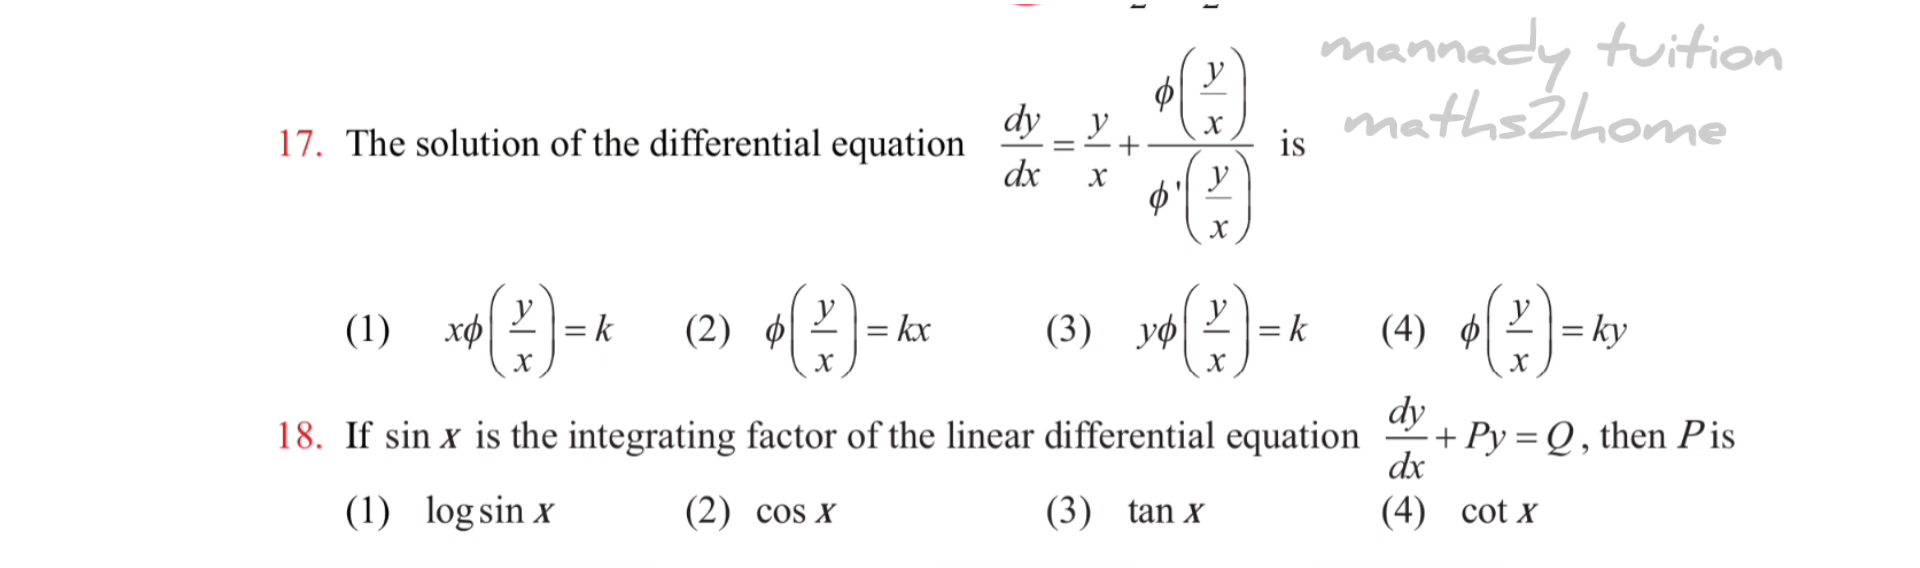 mannady tuition
maths2home
17. The solution of the differential equation dy/dx = y/x + ϕ(y/x)/ϕ'(y/x) is
(1) xϕ(y/x) = k (2) ϕ(y/x) = kx (3) yϕ(y/x) = k (4) ϕ(y/x) = ky
18. If sin x is the integrating factor of the linear differential equation dy/dx + Py = Q, then P is
(1) log sin x (2) cos x (3) tan x (4) cot x